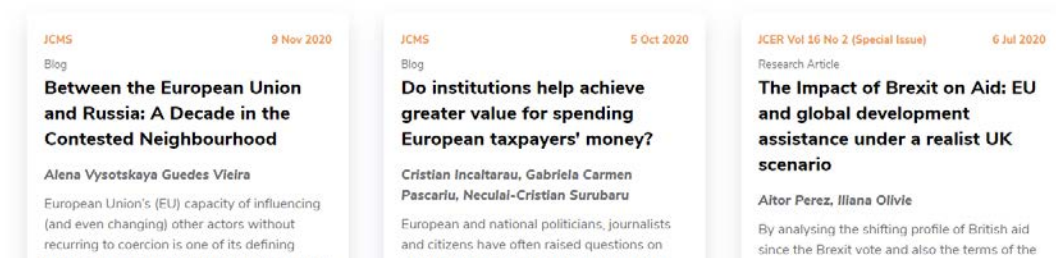 JCMS 9 Nov 2020
Blog
Between the European Union
and Russia: A Decade in the
Contested Neighbourhood
Alena Vysotskaya Guedes Vieira
European Union's (EU) capacity of influencing
(and even changing) other actors without
recurring to coercion is one of its defining
JCMS 5 Oct 2020
Blog
Do institutions help achieve
greater value for spending
European taxpayers' money?
Cristian Incaltarau, Gabriela Carmen
Pascariu, Neculai-Cristian Surubaru
European and national politicians, journalists
and citizens have often raised questions on
JCER Vol 16 No 2 (Special Issue) 6 Jul 2020
Research Article
The Impact of Brexit on Aid: EU
and global development
assistance under a realist UK
scenario
Aitor Perez, Iliana Olivie
By analysing the shifting profile of British aid
since the Brexit vote and also the terms of the